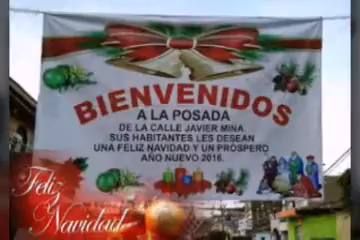 BIENVENIDOS
A LA POSADA
DE LA CALLE JAVIER MINA.
SUS HABITANTES LES DESEAN
UNA FELIZ NAVIDAD Y UN PROSPERO
AÑO NUEVO 2016.
Feliz
Navidad